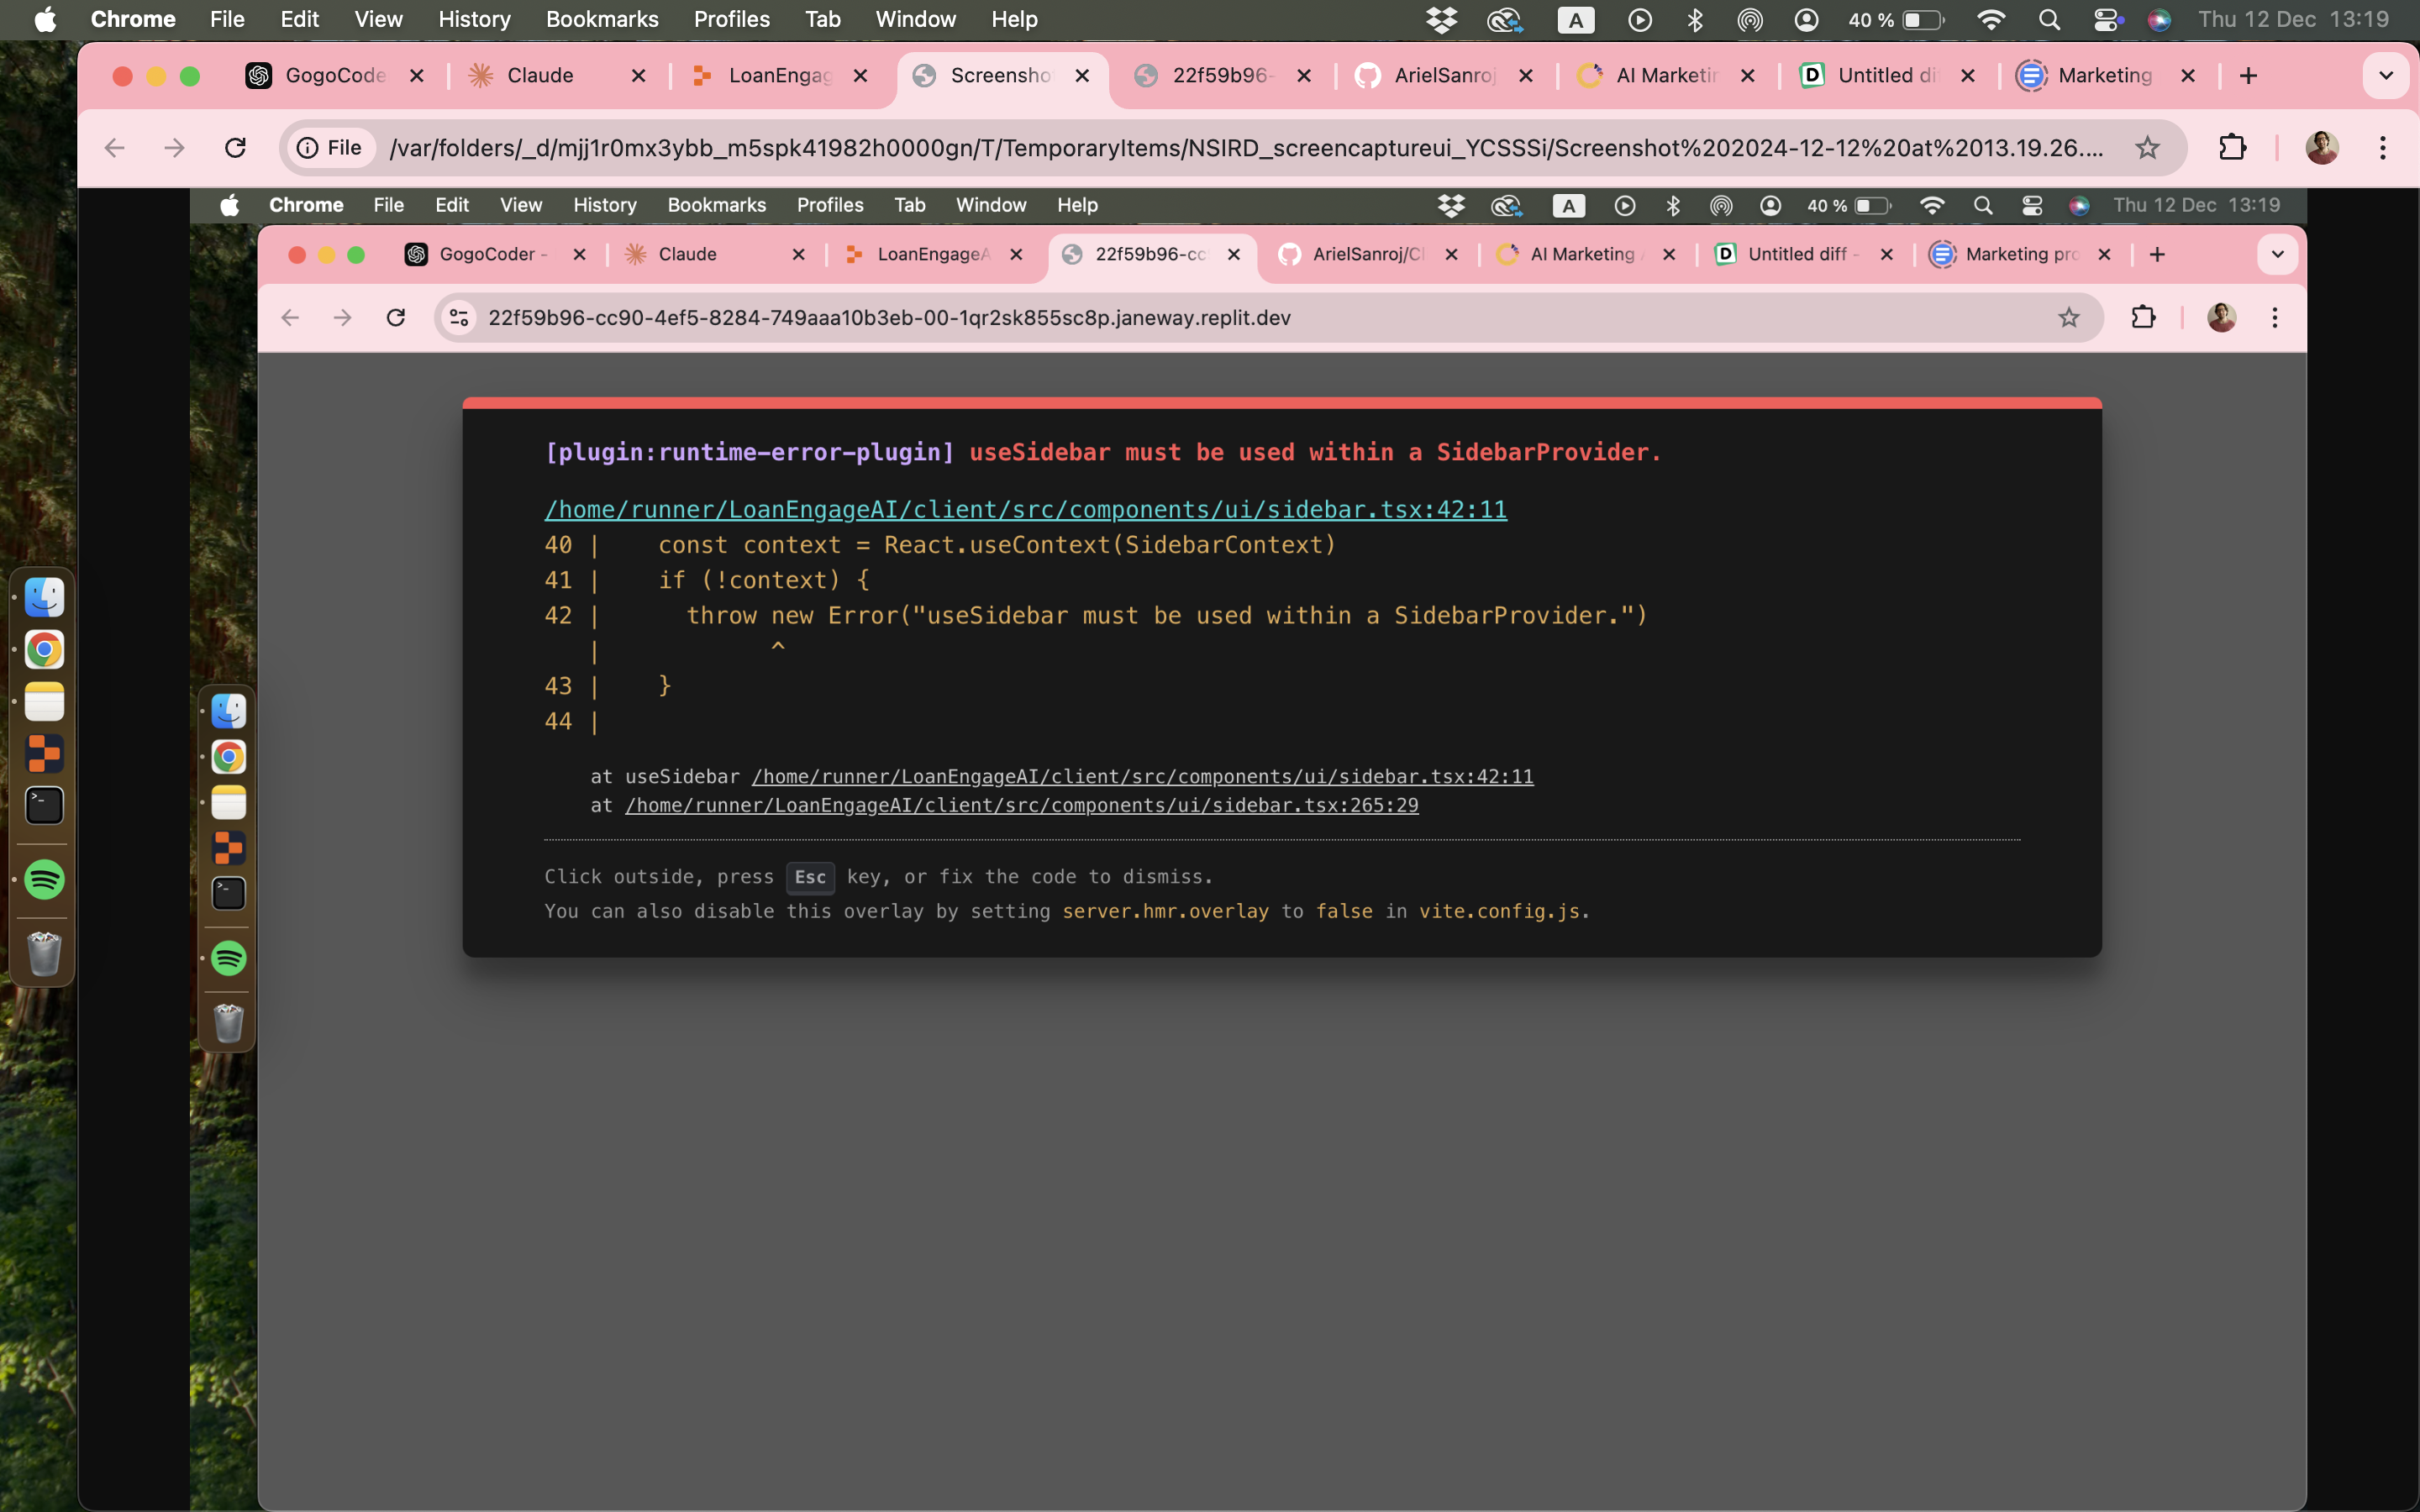 Chrome File Edit View History Bookmarks Profiles Tab Window Help A 40 % Thu 12 Dec 13:19
GogoCode Claude LoanEngag Screensho 22f59b96- ArielSanroj AI Marketin Untitled di Marketing
File /var/folders/_d/mjj1r0mx3ybb_m5spk41982h0000gn/T/TemporaryItems/NSIRD_screencaptureui_YCSSSi/Screenshot%202024-12-12%20at%2013.19.26....
Chrome File Edit View History Bookmarks Profiles Tab Window Help A 40 % Thu 12 Dec 13:19
GogoCoder - Claude LoanEngageA 22f59b96-cc ArielSanroj/Cl AI Marketing Untitled diff - Marketing pro
22f59b96-cc90-4ef5-8284-749aaa10b3eb-00-1qr2sk855sc8p.janeway.replit.dev
[plugin:runtime-error-plugin] useSidebar must be used within a SidebarProvider.
/home/runner/LoanEngageAI/client/src/components/ui/sidebar.tsx:42:11
40 | const context = React.useContext(SidebarContext)
41 | if (!context) {
42 | throw new Error("useSidebar must be used within a SidebarProvider.")
| ^
43 | }
44 |
at useSidebar /home/runner/LoanEngageAI/client/src/components/ui/sidebar.tsx:42:11
at /home/runner/LoanEngageAI/client/src/components/ui/sidebar.tsx:265:29
Click outside, press Esc key, or fix the code to dismiss.
You can also disable this overlay by setting server.hmr.overlay to false in vite.config.js.